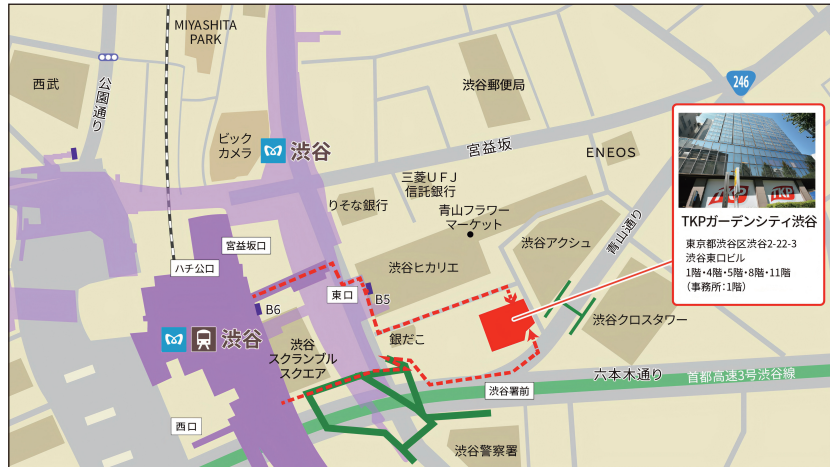 MIYASHITA
PARK
西武
公園通り
ビック
カメラ
渋谷
渋谷郵便局
246
宮益坂
ENEOS
三菱UFJ
信託銀行
りそな銀行
青山フラワー
マーケット
宮益坂口
ハチ公口
渋谷ヒカリエ
渋谷アクシュ
青山通り
TKP
TKP
TKPガーデンシティ渋谷
東京都渋谷区渋谷2-22-3
渋谷東口ビル
1階・4階・5階・8階・11階
（事務所：1階）
東口
B5
B6
渋谷
渋谷
スクランブル
スクエア
銀だこ
渋谷クロスタワー
六本木通り
首都高速3号渋谷線
渋谷署前
西口
渋谷警察署